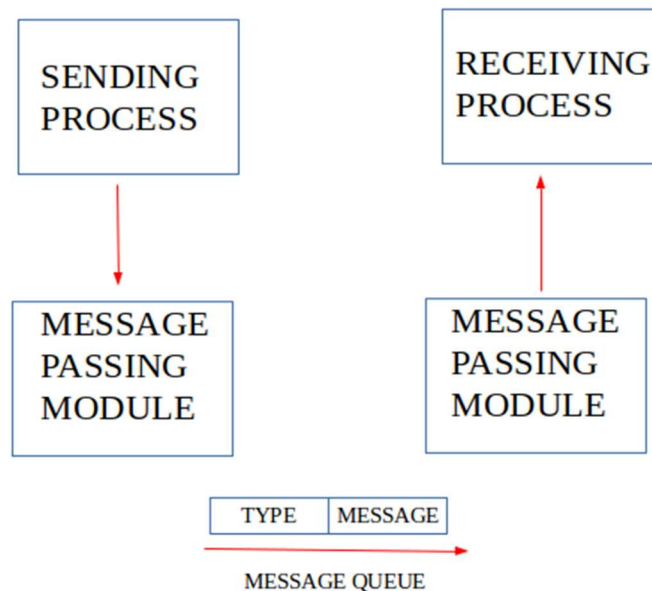 SENDING
PROCESS
RECEIVING
PROCESS
MESSAGE
PASSING
MODULE
MESSAGE
PASSING
MODULE
TYPE
MESSAGE
MESSAGE QUEUE